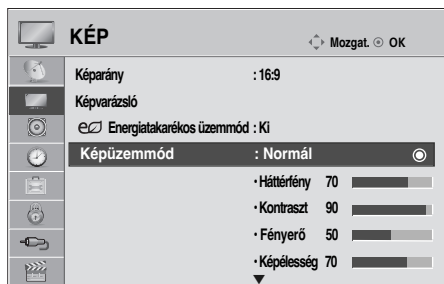 KÉP
Mozgat. OK
Képarány : 16:9
Képvarázsló
Energiatakarékos üzemmód : Ki
Képüzemmód : Normál
• Háttérfény 70
• Kontraszt 90
• Fényerő 50
• Képélesség 70